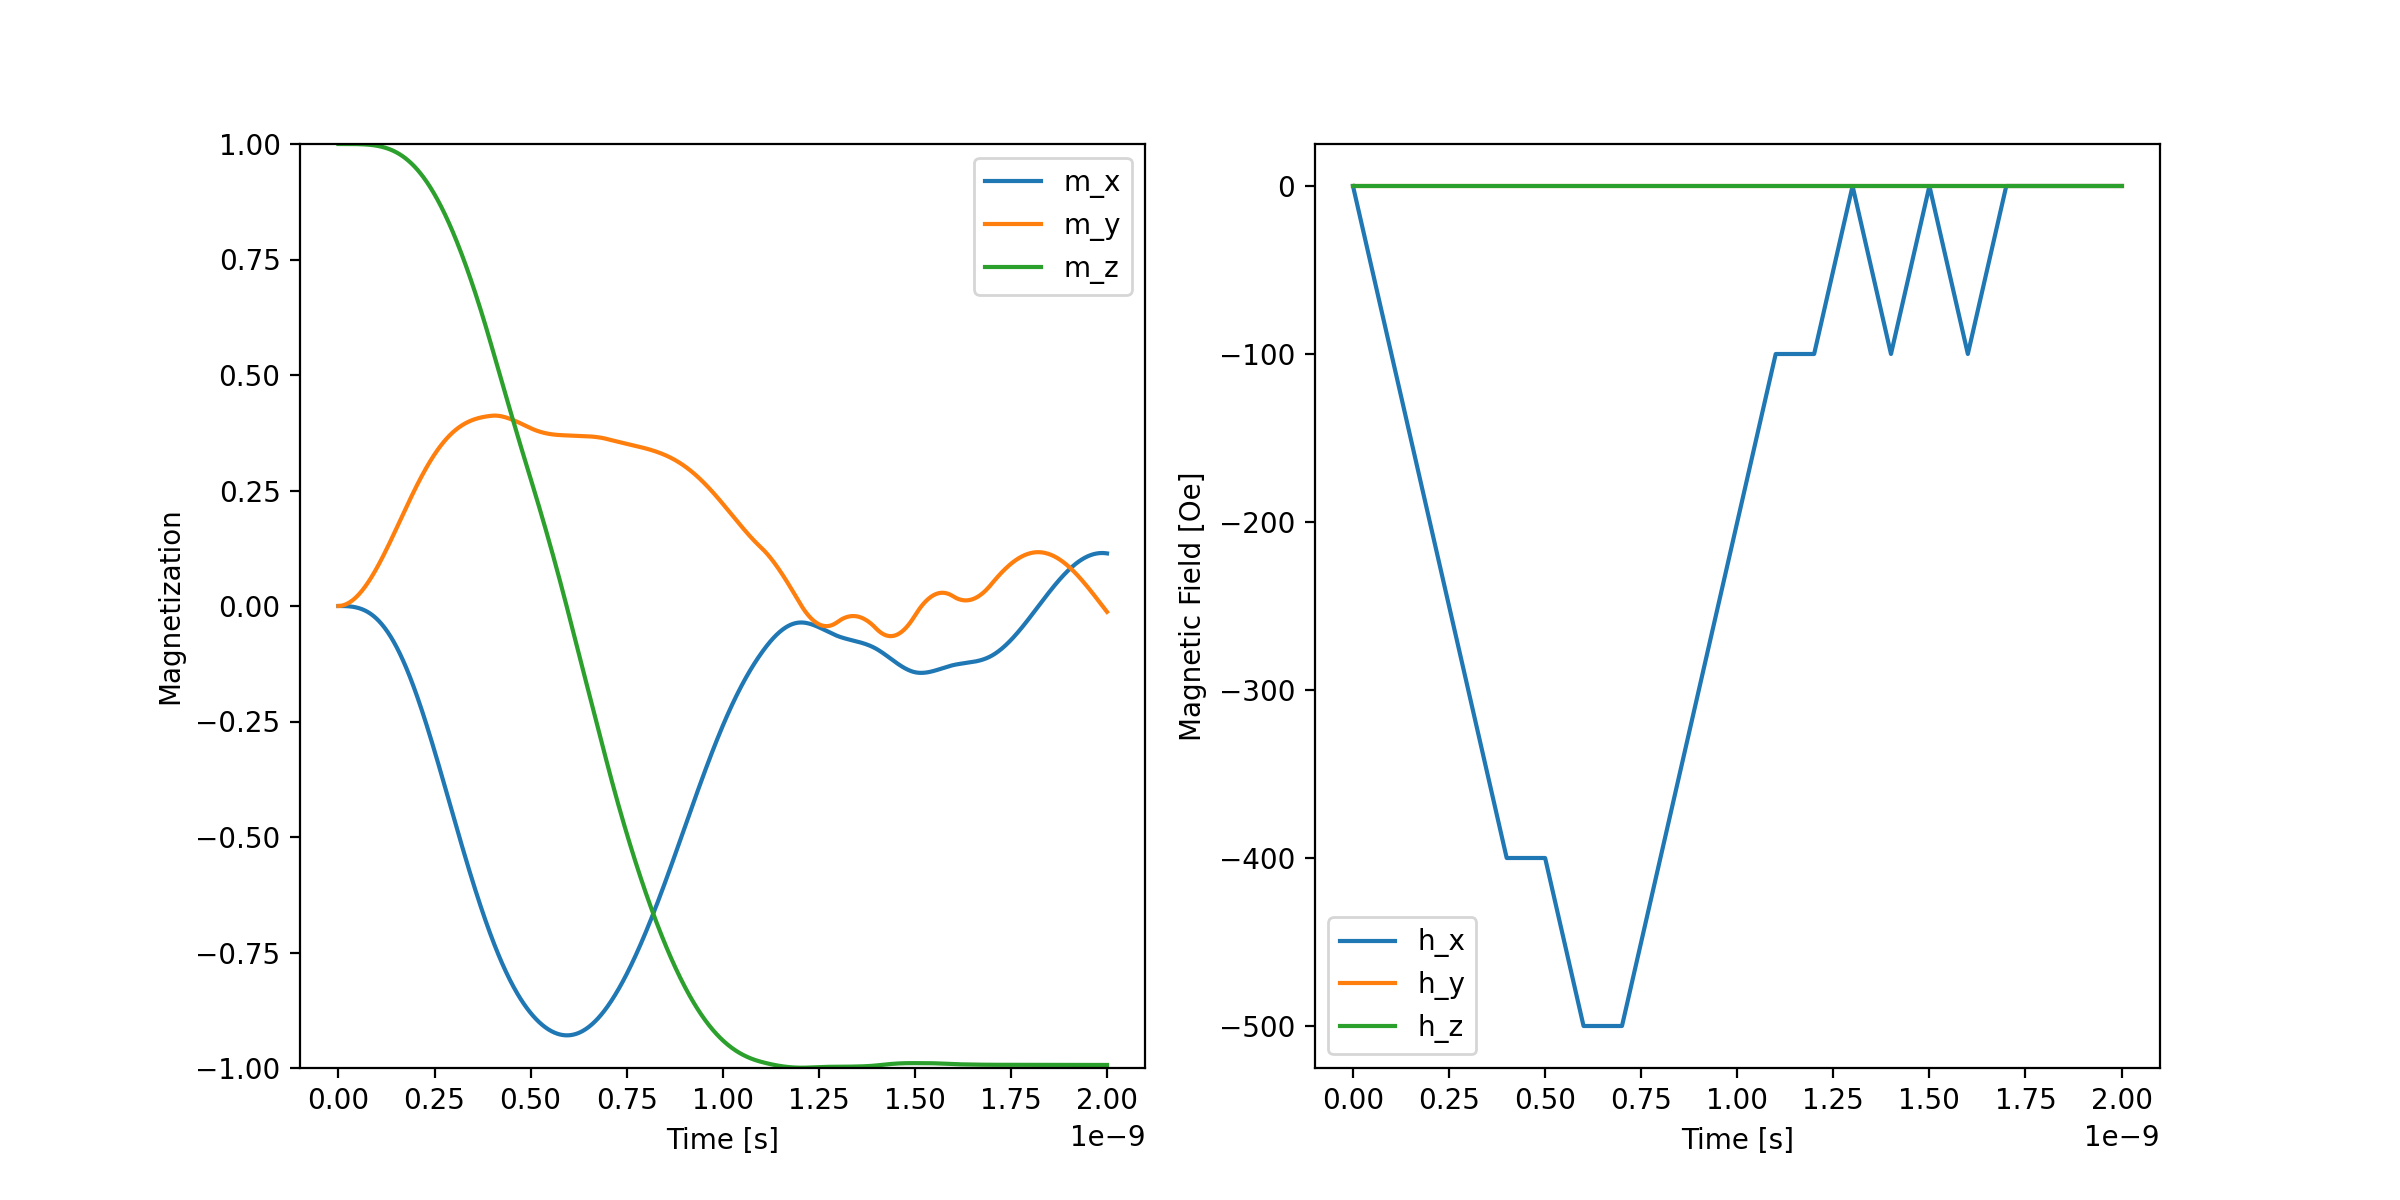 1.00
0.75
0.50
0.25
0.00
−0.25
−0.50
−0.75
−1.00
Magnetization
m_x
m_y
m_z
0.00 0.25 0.50 0.75 1.00 1.25 1.50 1.75 2.00
Time [s]
1e−9
0
−100
−200
−300
−400
−500
Magnetic Field [Oe]
h_x
h_y
h_z
0.00 0.25 0.50 0.75 1.00 1.25 1.50 1.75 2.00
Time [s]
1e−9